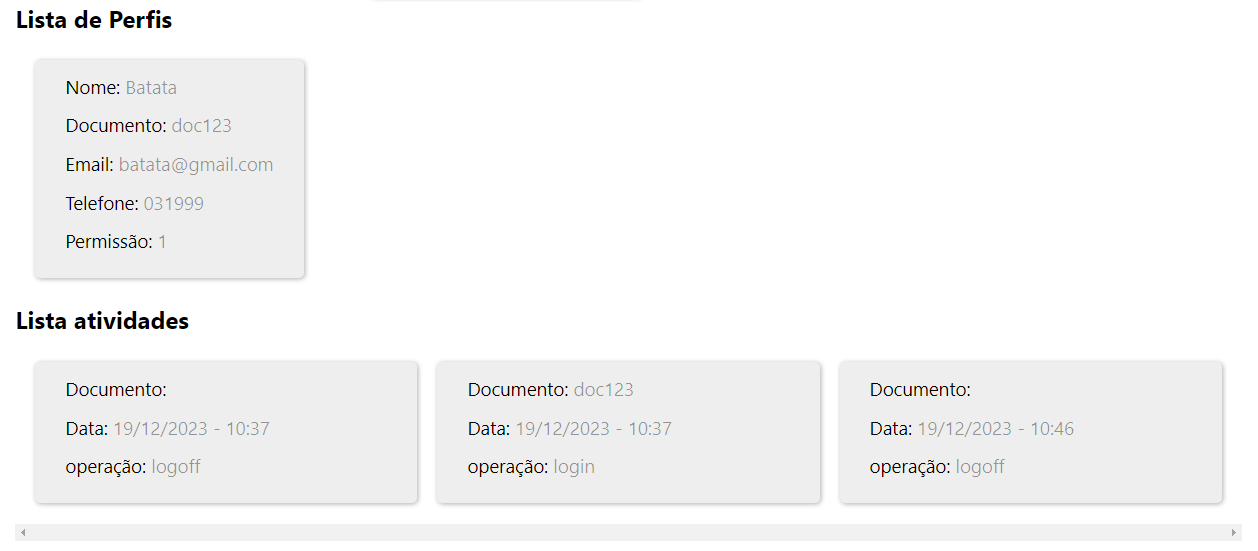 Lista de Perfis
Nome: Batata
Documento: doc123
Email: batata@gmail.com
Telefone: 031999
Permissão: 1
Lista atividades
Documento:
Data: 19/12/2023 - 10:37
operação: logoff
Documento: doc123
Data: 19/12/2023 - 10:37
operação: login
Documento:
Data: 19/12/2023 - 10:46
operação: logoff